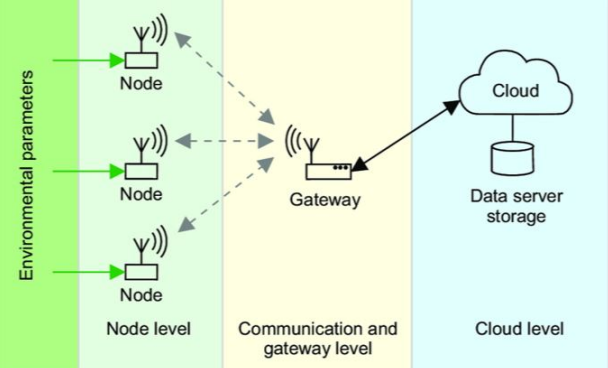 Environmental parameters
Node
Node
Node
Node level
Gateway
Communication and
gateway level
Cloud
Data server
storage
Cloud level